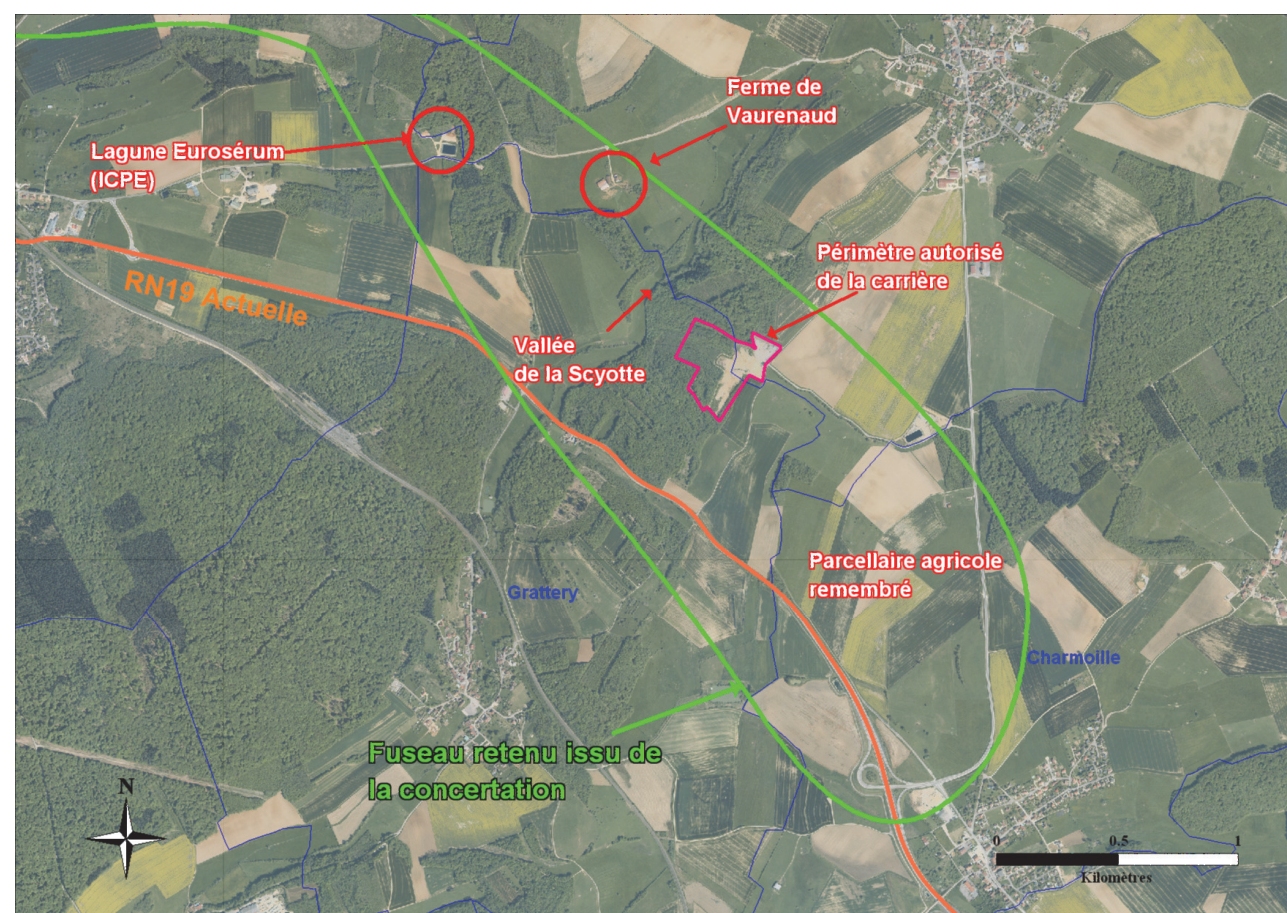 Ferme de
Vaurenaud
Lagune Eurosérum
(ICPE)
Périmètre autorisé
de la carrière
RN19 Actuelle
Vallée
de la Scyotte
Parcellaire agricole
remembré
Grattery
Charmoille
Fuseau retenu issu de
la concertation
N
0 0.5 1
Kilomètres